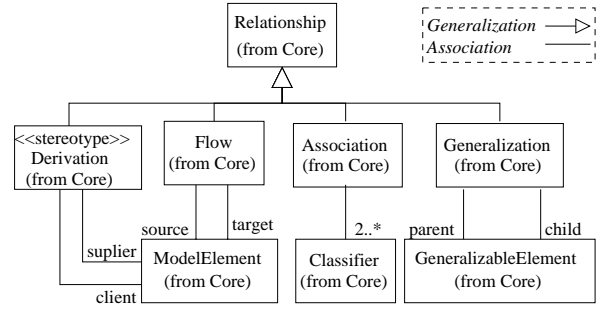 Relationship
(from Core)
Generalization
Association
<<stereotype>>
Derivation
(from Core)
Flow
(from Core)
Association
(from Core)
Generalization
(from Core)
source
target
2..*
parent
child
suplier
client
ModelElement
(from Core)
Classifier
(from Core)
GeneralizableElement
(from Core)